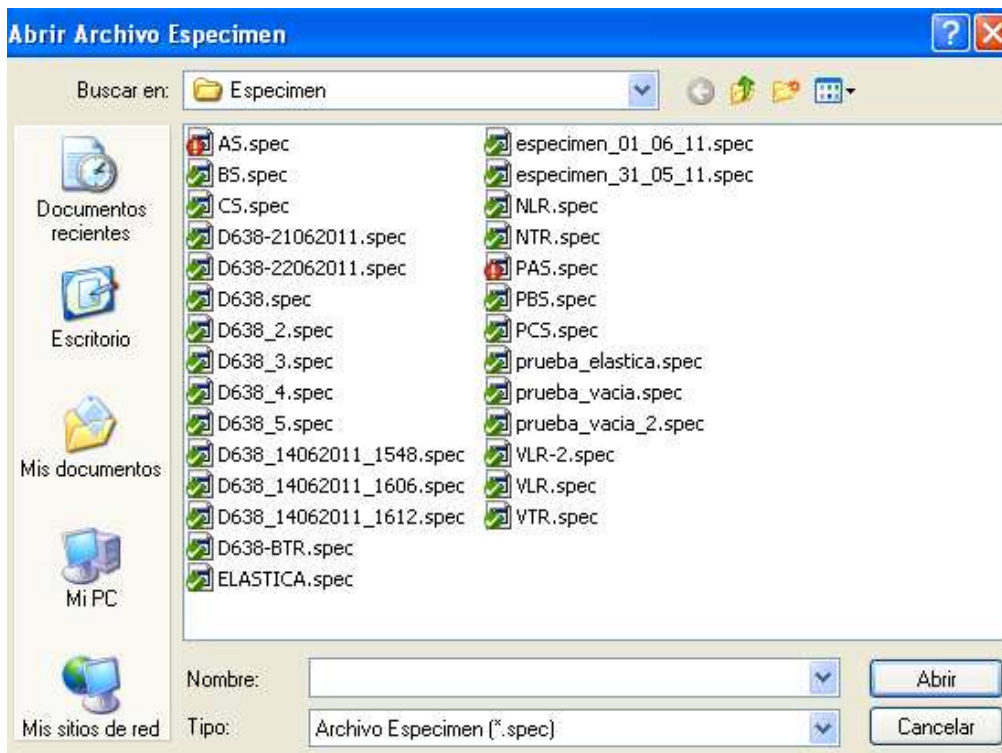 Abrir Archivo Especimen
Buscar en:
Especimen
Documentos
recientes
Escritorio
Mis documentos
Mi PC
Mis sitios de red
AS.spec
BS.spec
CS.spec
D638-21062011.spec
D638-22062011.spec
D638.spec
D638_2.spec
D638_3.spec
D638_4.spec
D638_5.spec
D638_14062011_1548.spec
D638_14062011_1606.spec
D638_14062011_1612.spec
D638-BTR.spec
ELASTICA.spec
especimen_01_06_11.spec
especimen_31_05_11.spec
NLR.spec
NTR.spec
PAS.spec
PBS.spec
PCS.spec
prueba_elastica.spec
prueba_vacia.spec
prueba_vacia_2.spec
VLR-2.spec
VLR.spec
VTR.spec
Nombre:
Abrir
Tipo:
Archivo Especimen (*.spec)
Cancelar